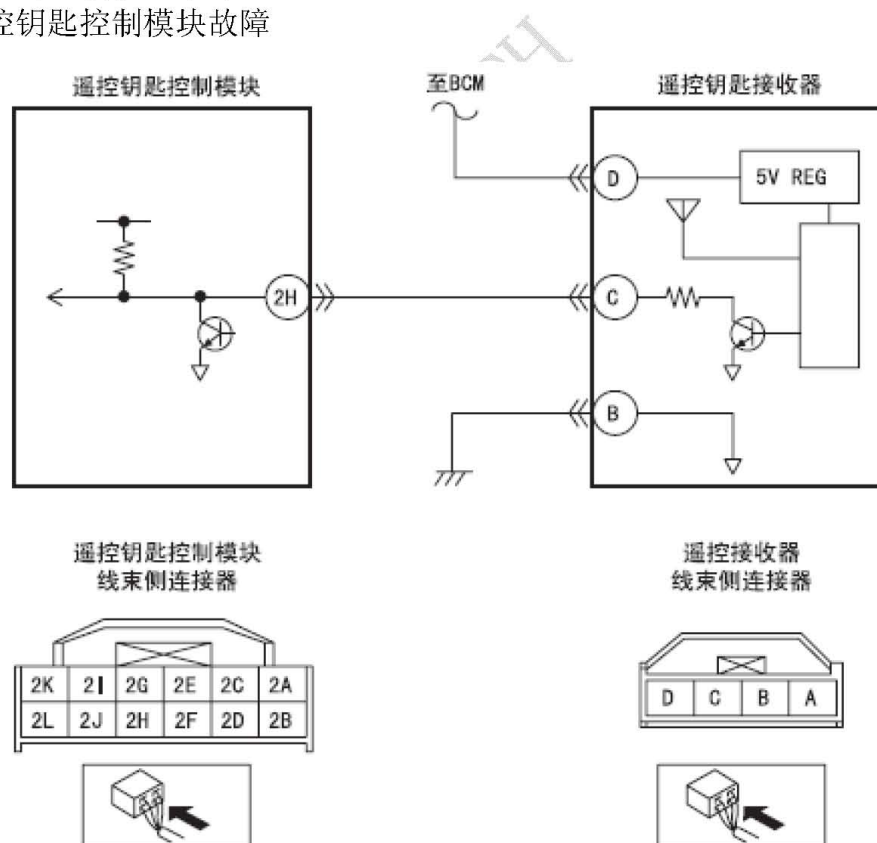 控钥匙控制模块故障
遥控钥匙控制模块
至BCM
遥控钥匙接收器
D
5V REG
2H
C
B
遥控钥匙控制模块
线束侧连接器
遥控接收器
线束侧连接器
2K 2I 2G 2E 2C 2A
2L 2J 2H 2F 2D 2B
D C B A